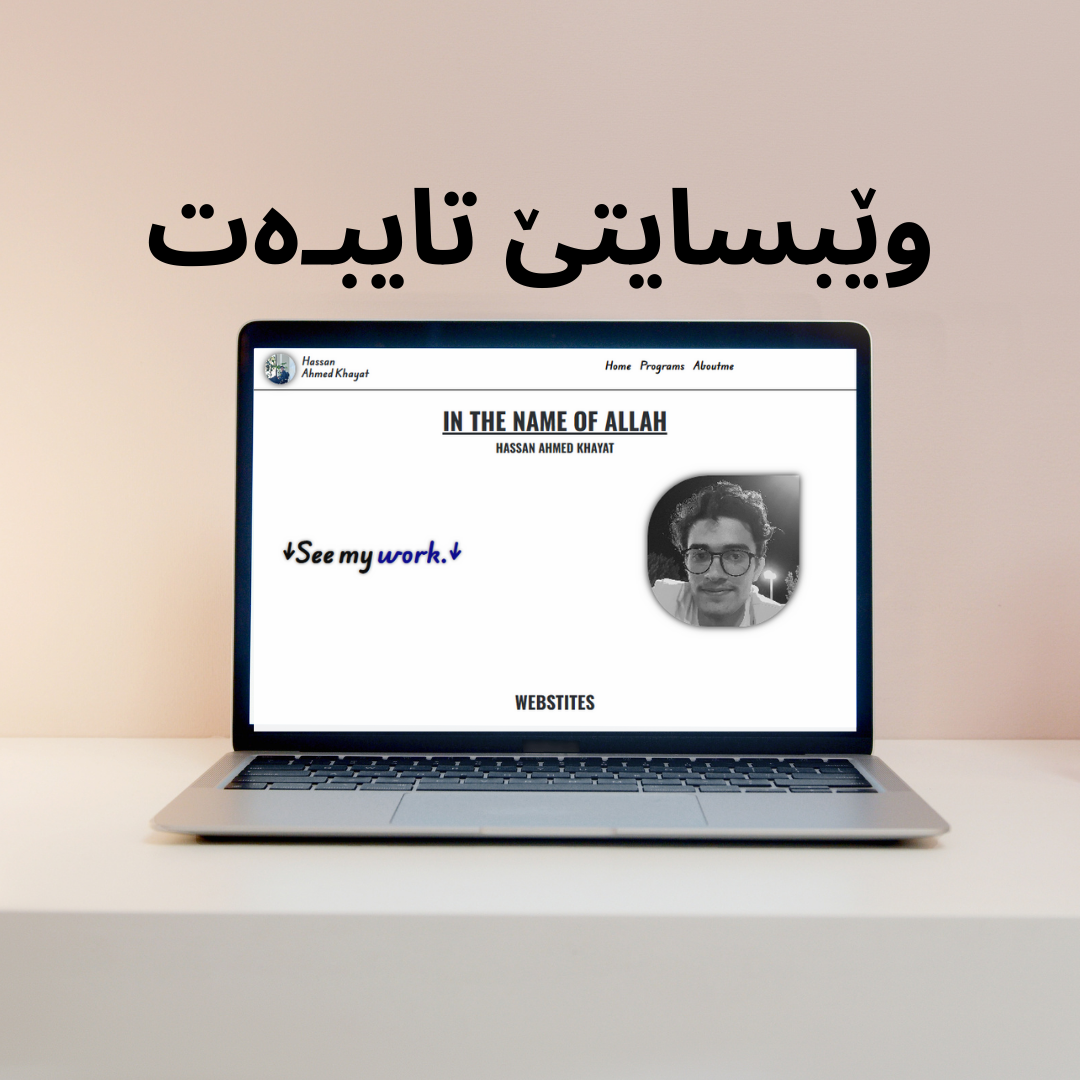 وێبسایتێ تایبـەت
Hassan
Ahmed Khayat
Home Programs Aboutme
IN THE NAME OF ALLAH
HASSAN AHMED KHAYAT
↓See my work.↓
WEBSTITES